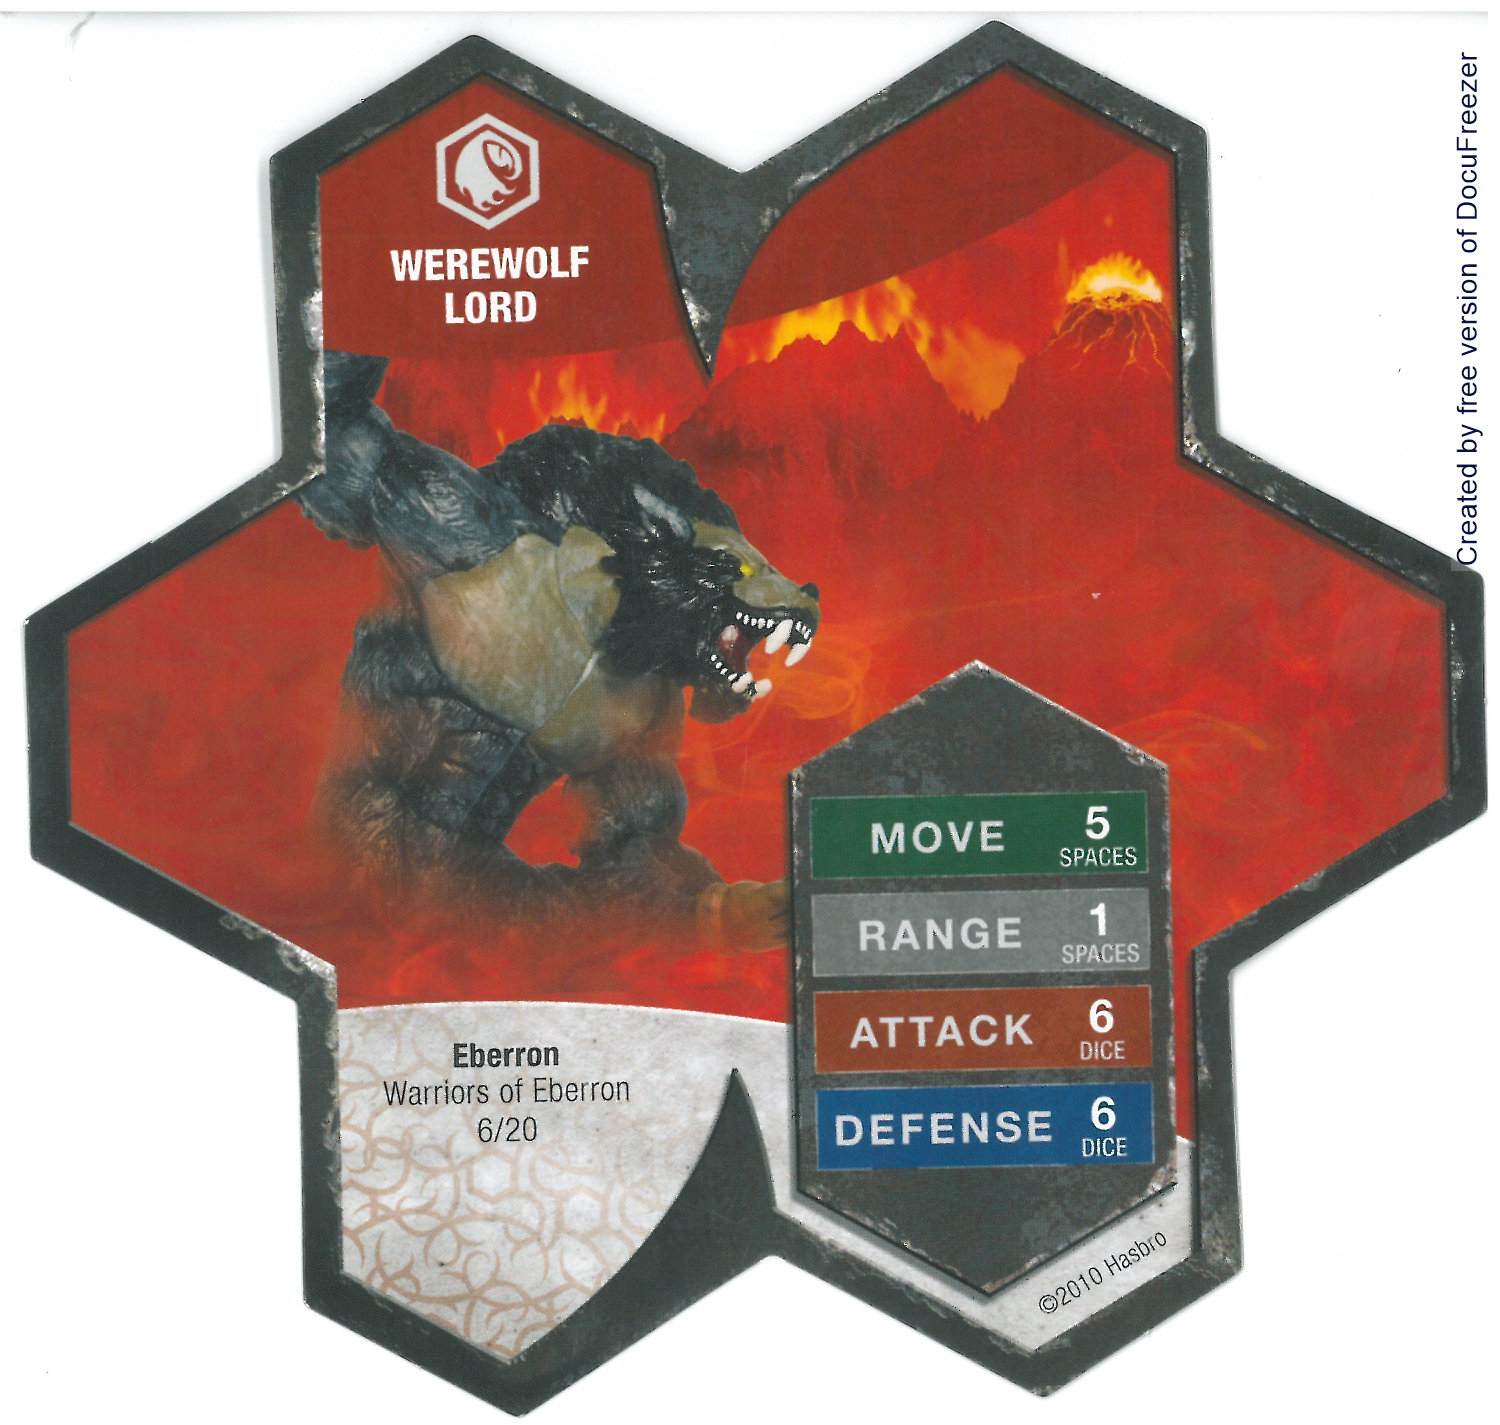 WEREWOLF
LORD
MOVE 5
SPACES
RANGE 1
SPACES
ATTACK 6
DICE
DEFENSE 6
DICE
Eberron
Warriors of Eberron
6/20
©2010 Hasbro
Created by free version of DocuFreezer